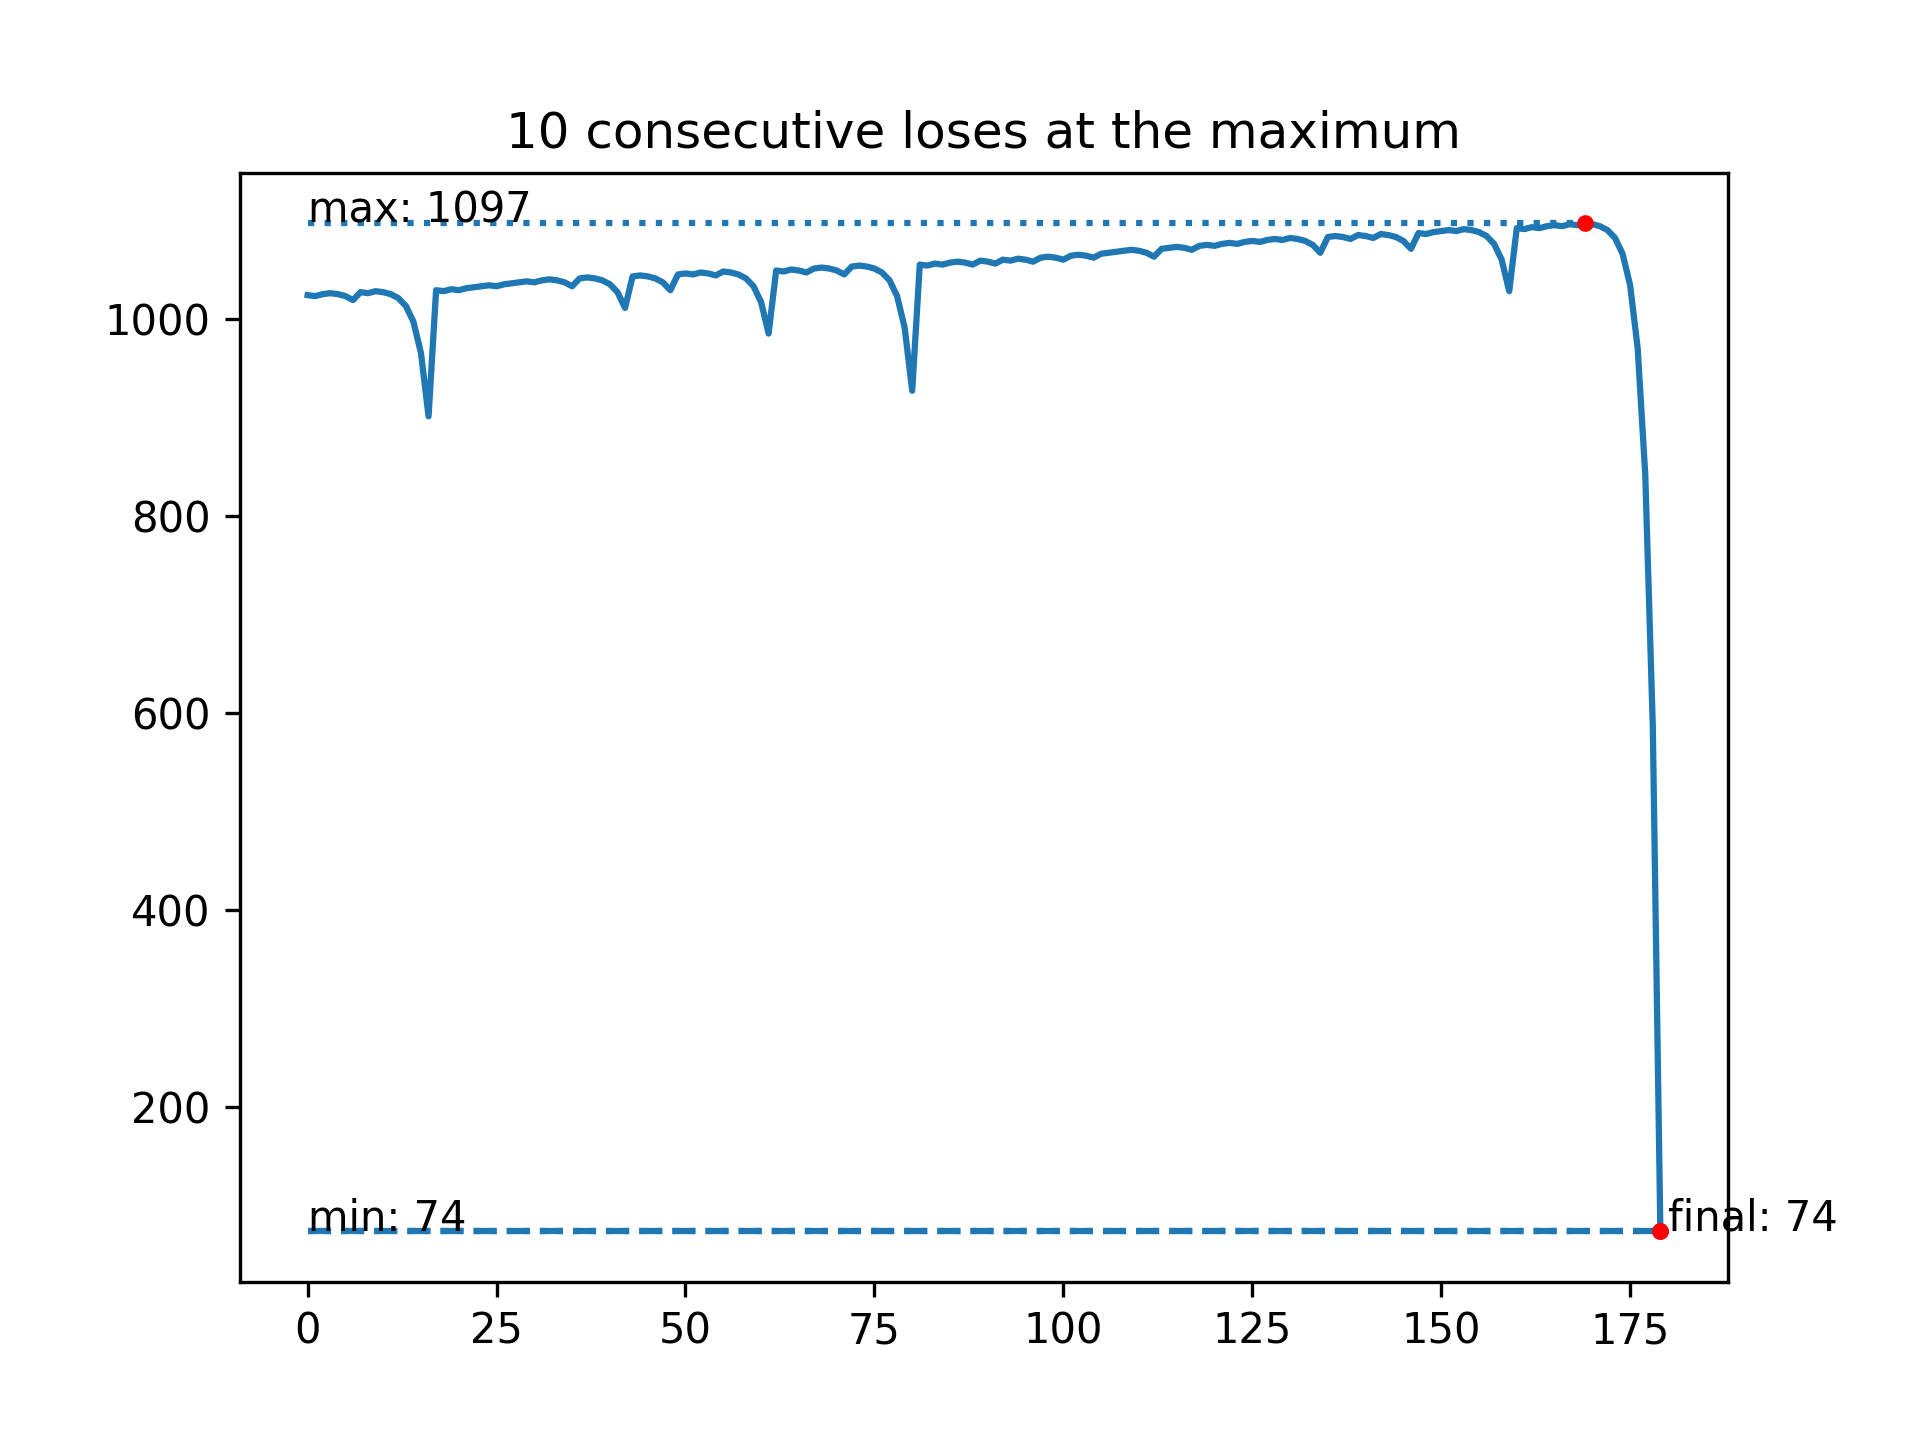 10 consecutive loses at the maximum
max: 1097
1000
800
600
400
200
min: 74
final: 74
0 25 50 75 100 125 150 175